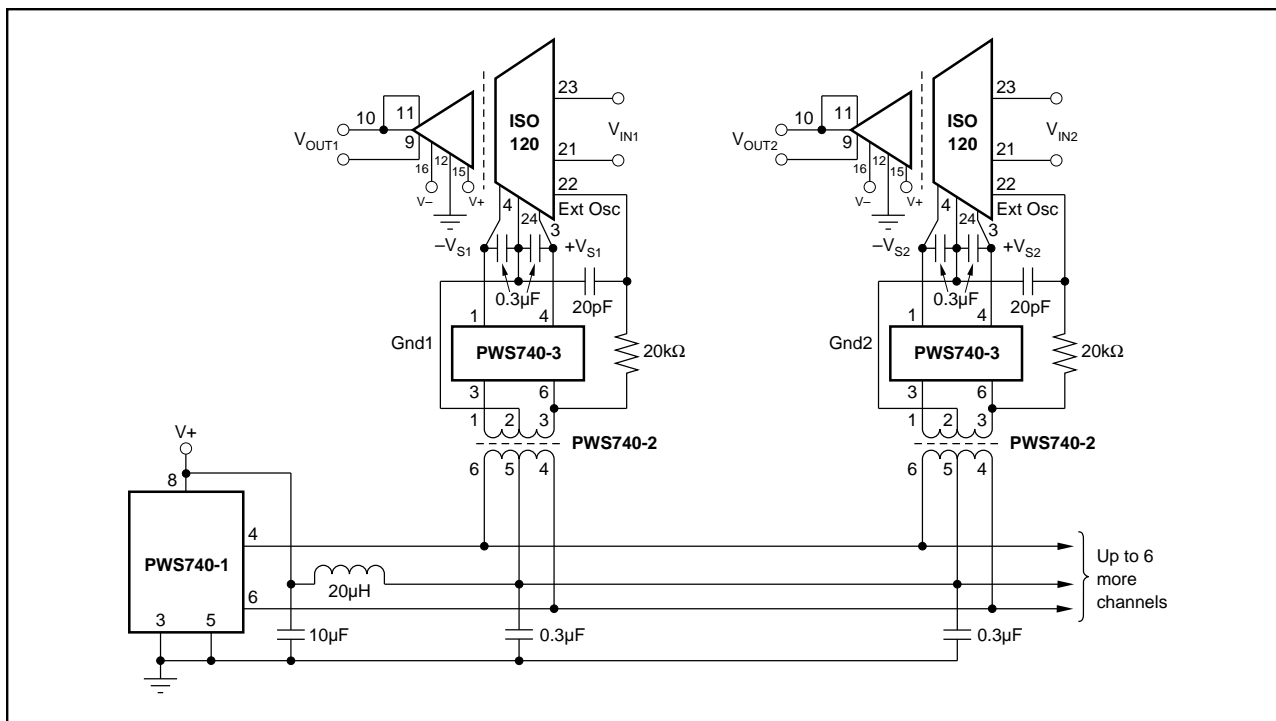 23
11
10
ISO
120
V_OUT1
V_IN1
9
21
16
12
15
V–
V+
22
4
24
3
Ext Osc
–V_S1
+V_S1
0.3µF
20pF
1
4
Gnd1
PWS740-3
20kΩ
3
6
1
2
3
PWS740-2
6
5
4
23
11
10
ISO
120
V_OUT2
V_IN2
9
21
16
12
15
V–
V+
22
4
24
3
Ext Osc
–V_S2
+V_S2
0.3µF
20pF
1
4
Gnd2
PWS740-3
20kΩ
3
6
1
2
3
PWS740-2
6
5
4
V+
8
4
PWS740-1
20µH
6
3
5
10µF
0.3µF
0.3µF
Up to 6
more
channels